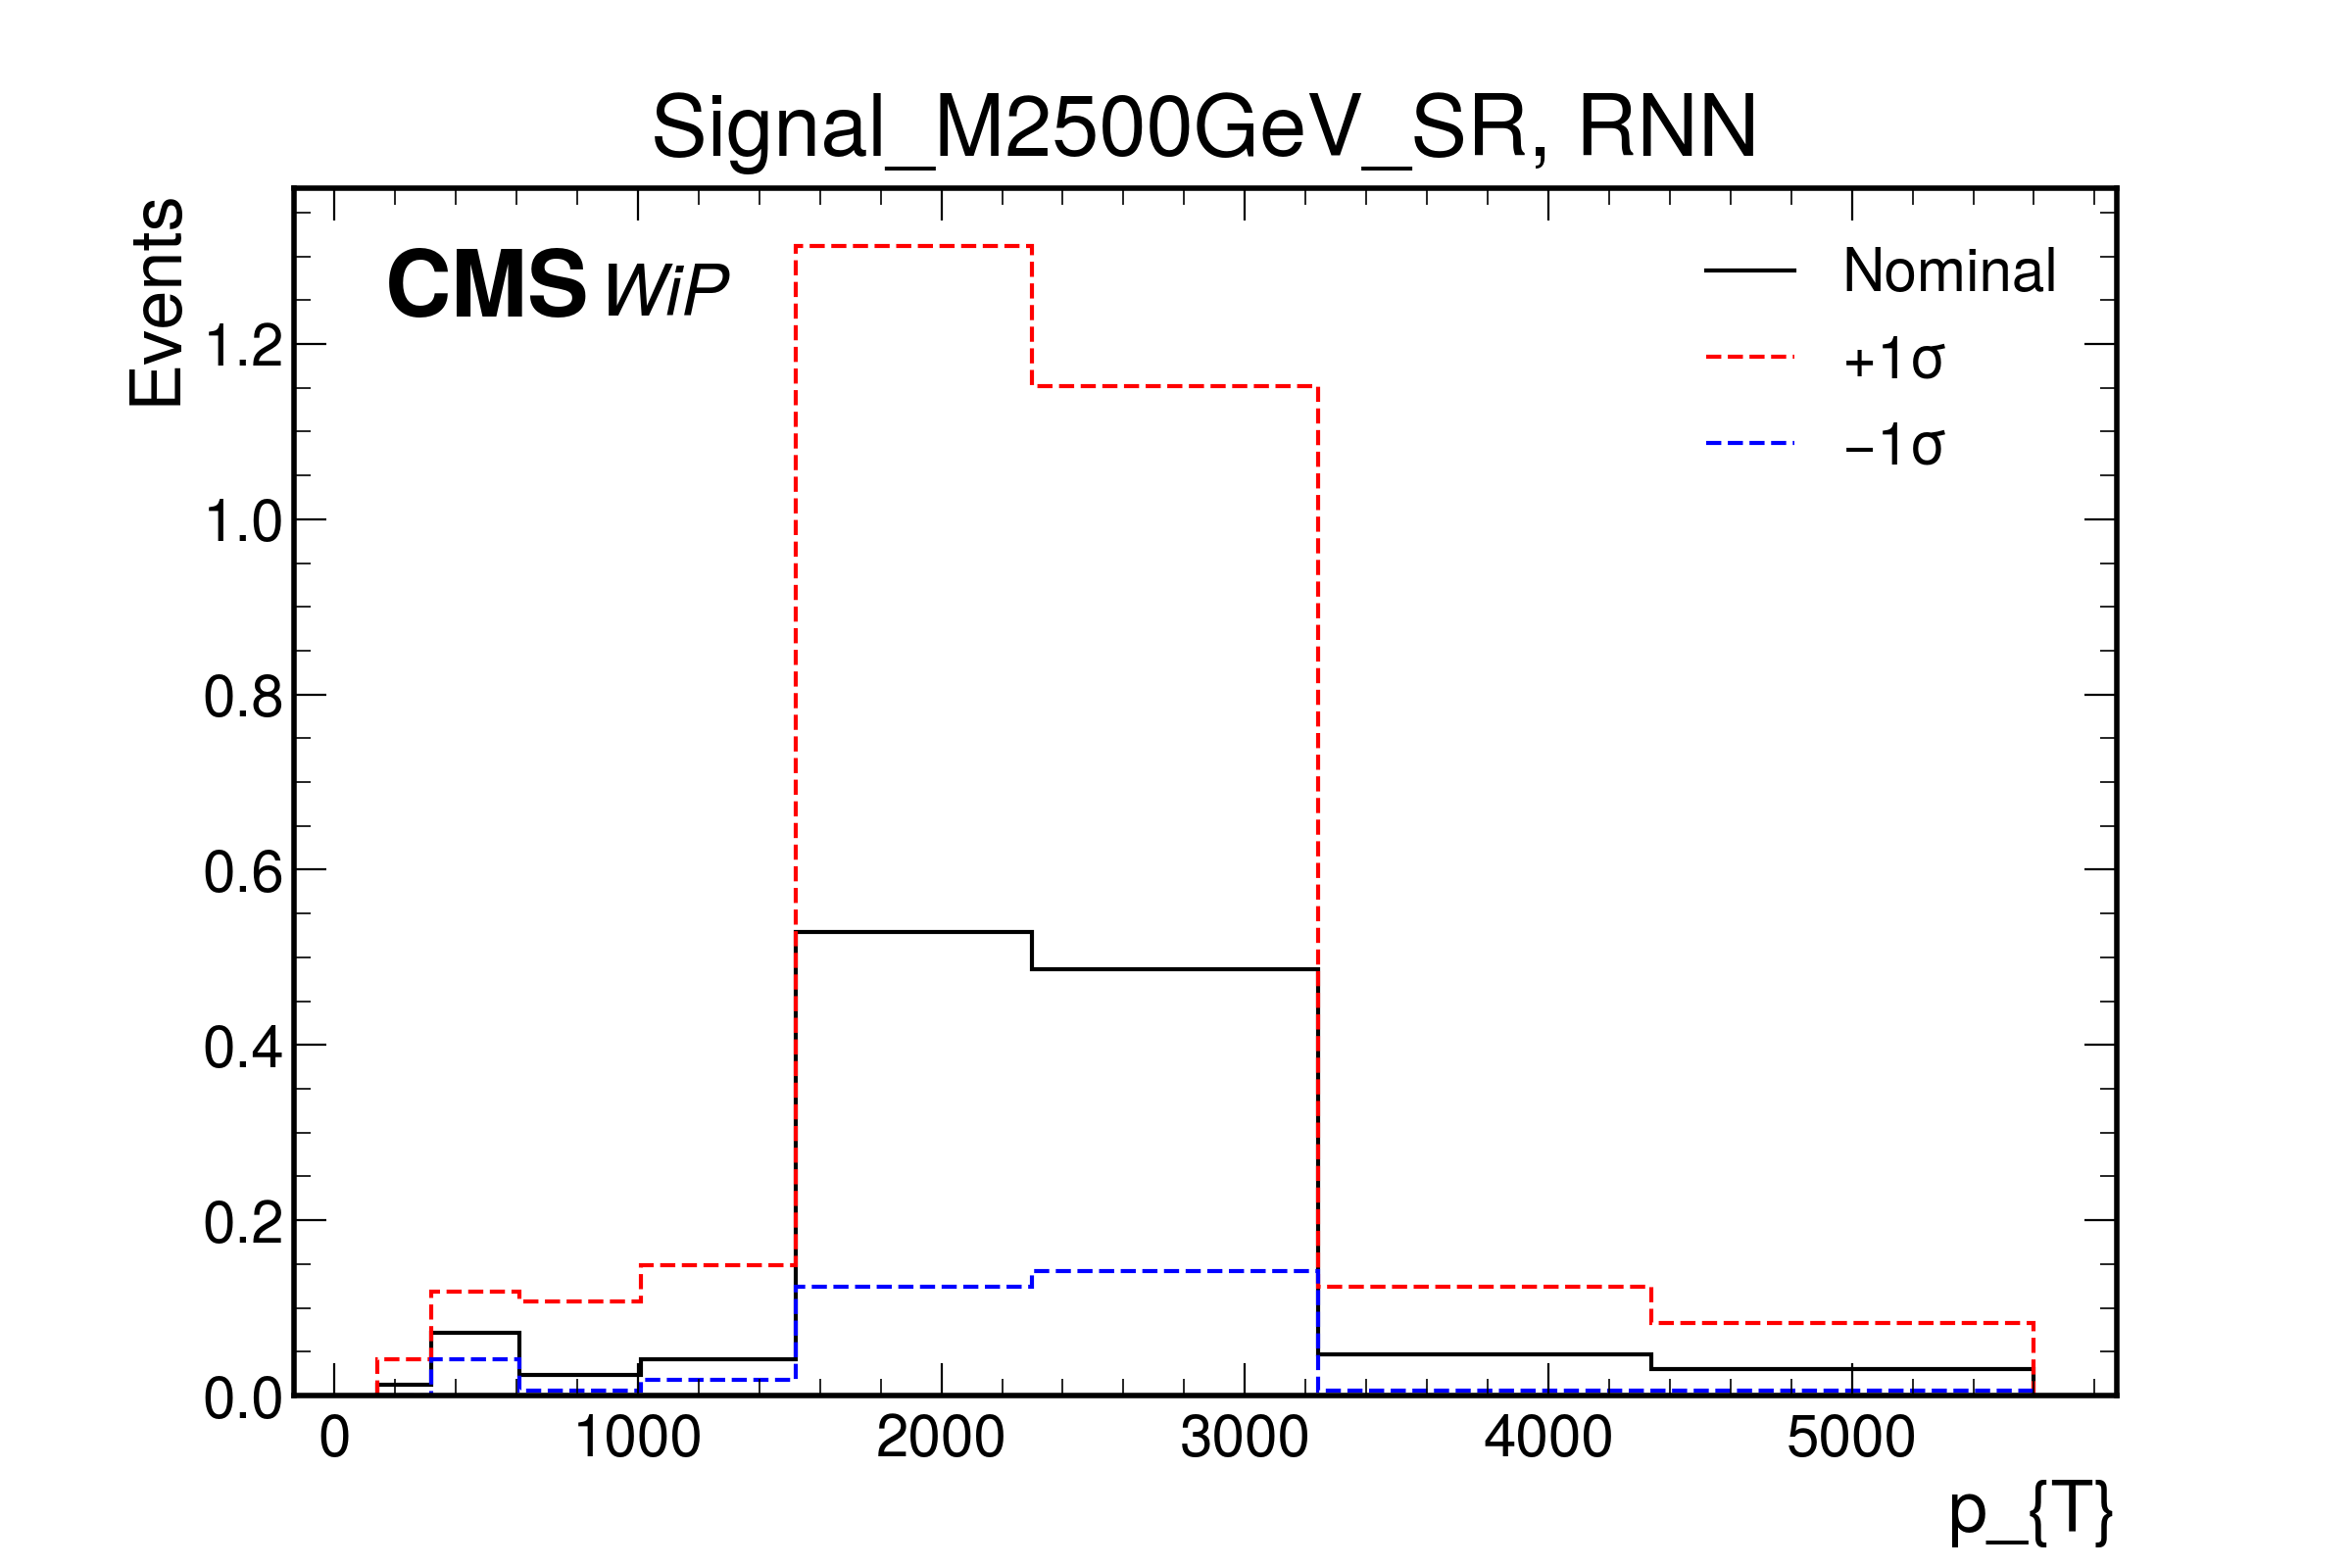 Signal_M2500GeV_SR, RNN
Events
CMS WiP
Nominal
+1σ
−1σ
1.2
1.0
0.8
0.6
0.4
0.2
0.0
0 1000 2000 3000 4000 5000
p_{T}